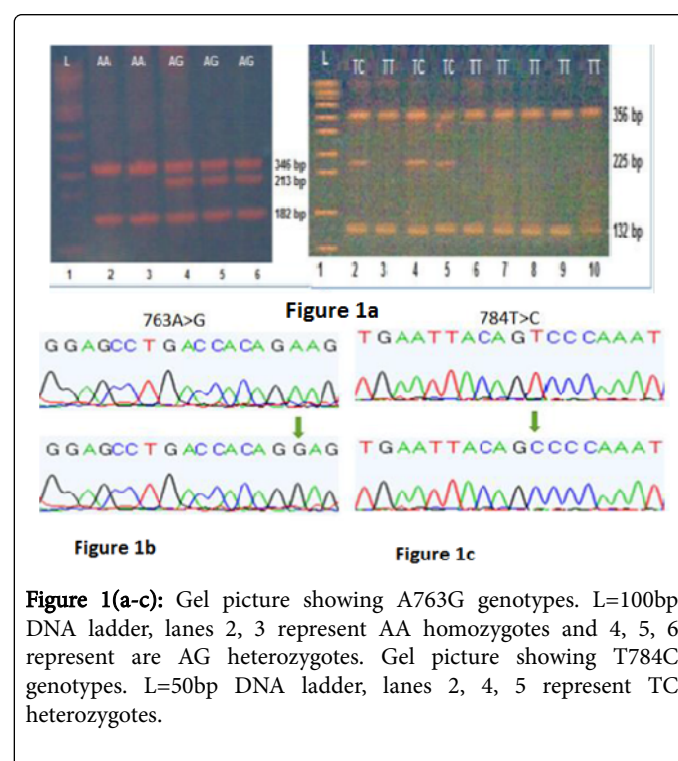 L AA AA AG AG AG
346 bp
213 bp
182 bp
1 2 3 4 5 6
L TC TT TC TC TT TT TT TT TT
356 bp
225 bp
132 bp
1 2 3 4 5 6 7 8 9 10
Figure 1a
763A>G
GGAGCCTGACCACAGAAG
GGAGCCTGACCACAGGAG
Figure 1b
784T>C
TGAATTACAGTCCCAAAT
TGAATTACAGCCCCAAAT
Figure 1c
Figure 1(a-c): Gel picture showing A763G genotypes. L=100bp
DNA ladder, lanes 2, 3 represent AA homozygotes and 4, 5, 6
represent are AG heterozygotes. Gel picture showing T784C
genotypes. L=50bp DNA ladder, lanes 2, 4, 5 represent TC
heterozygotes.